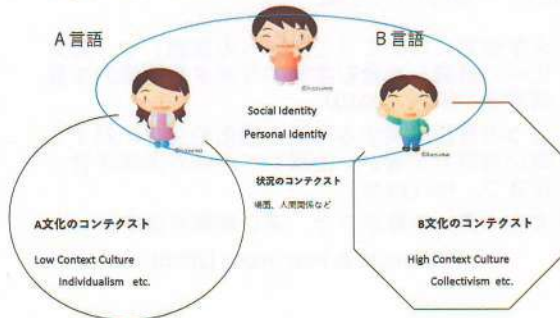 A言語
B言語
Social Identity
Personal Identity
状況のコンテクスト
場面、人間関係など
A文化のコンテクスト
Low Context Culture
Individualism etc.
B文化のコンテクスト
High Context Culture
Collectivism etc.